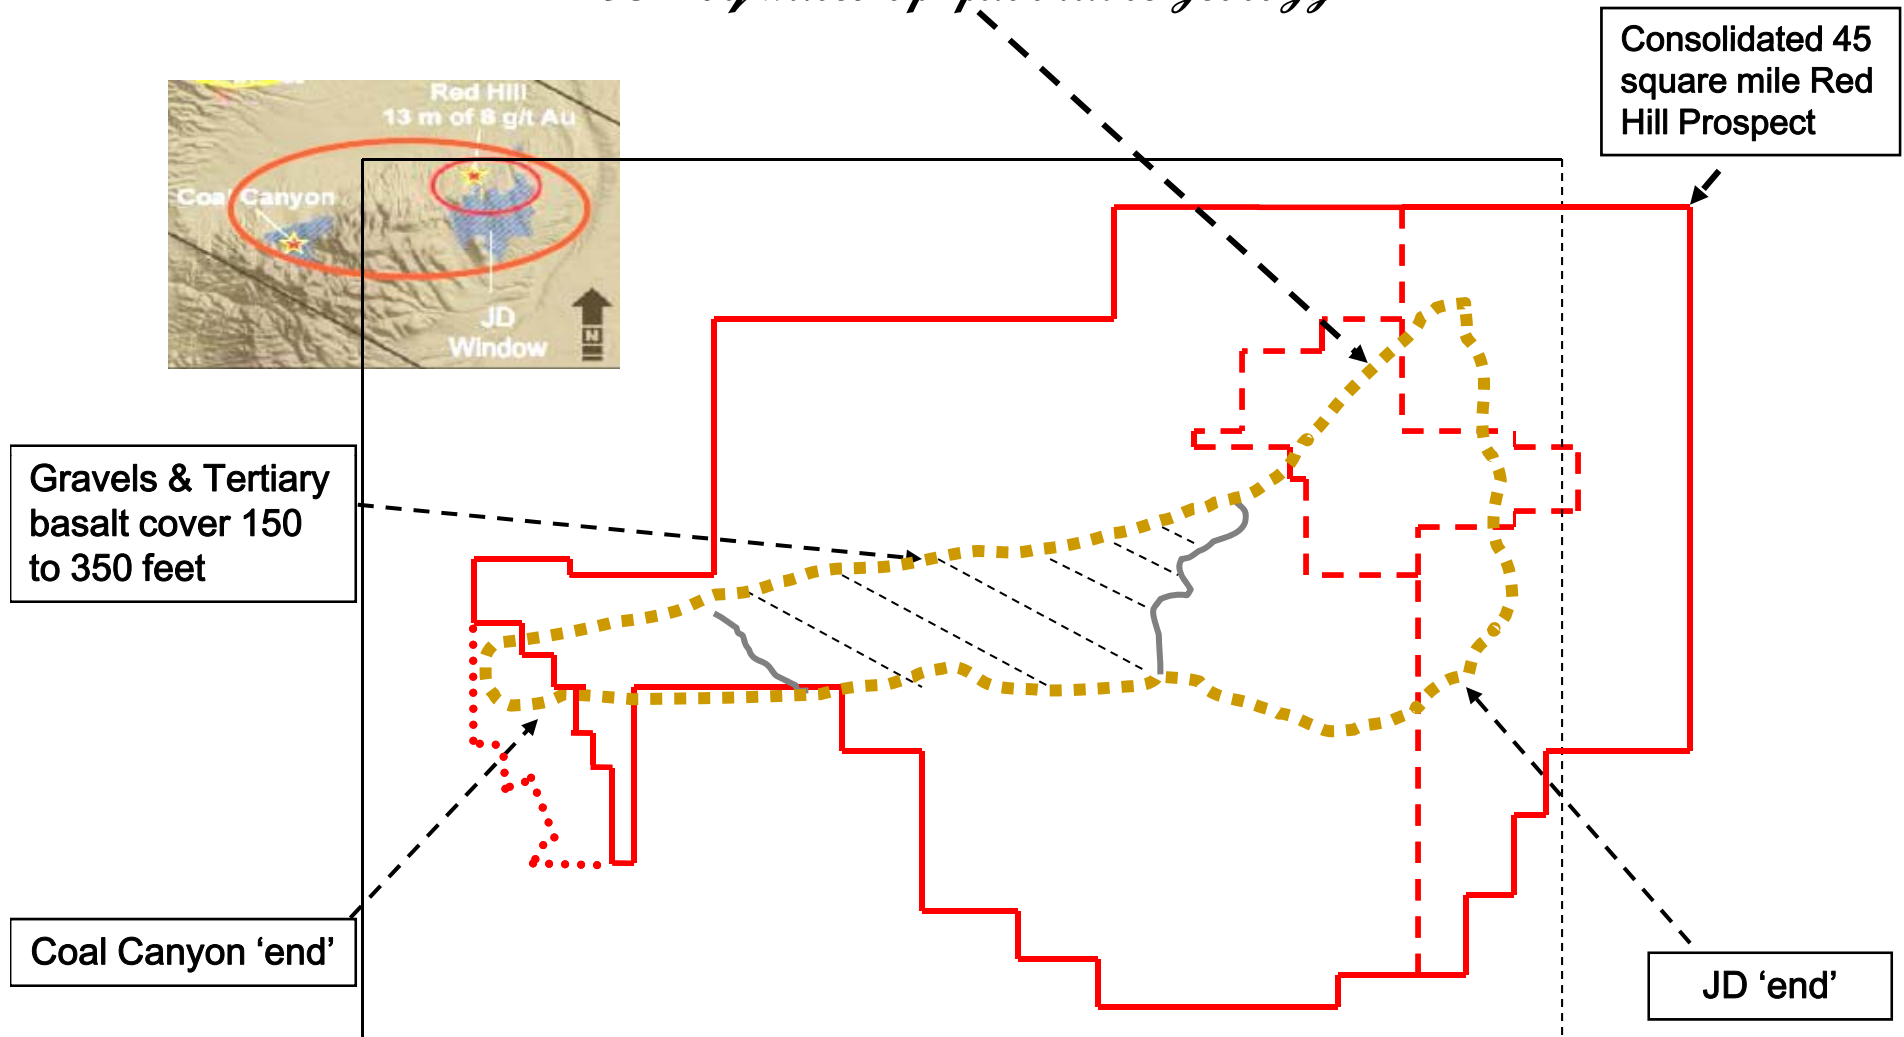 Consolidated 45
square mile Red
Hill Prospect
Red Hill
13 m of 8 g/t Au
Coal Canyon
JD
Window
N
Gravels & Tertiary
basalt cover 150
to 350 feet
Coal Canyon ‘end’
JD ‘end’